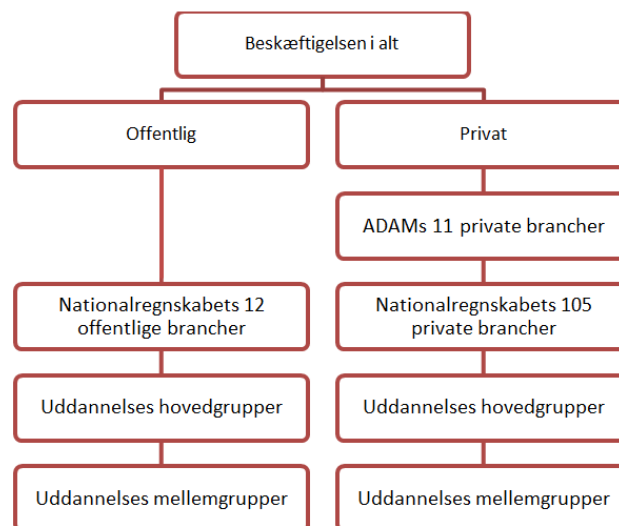 Beskæftigelsen i alt
Offentlig
Privat
ADAMs 11 private brancher
Nationalregnskabets 12
offentlige brancher
Nationalregnskabets 105
private brancher
Uddannelses hovedgrupper
Uddannelses hovedgrupper
Uddannelses mellemgrupper
Uddannelses mellemgrupper